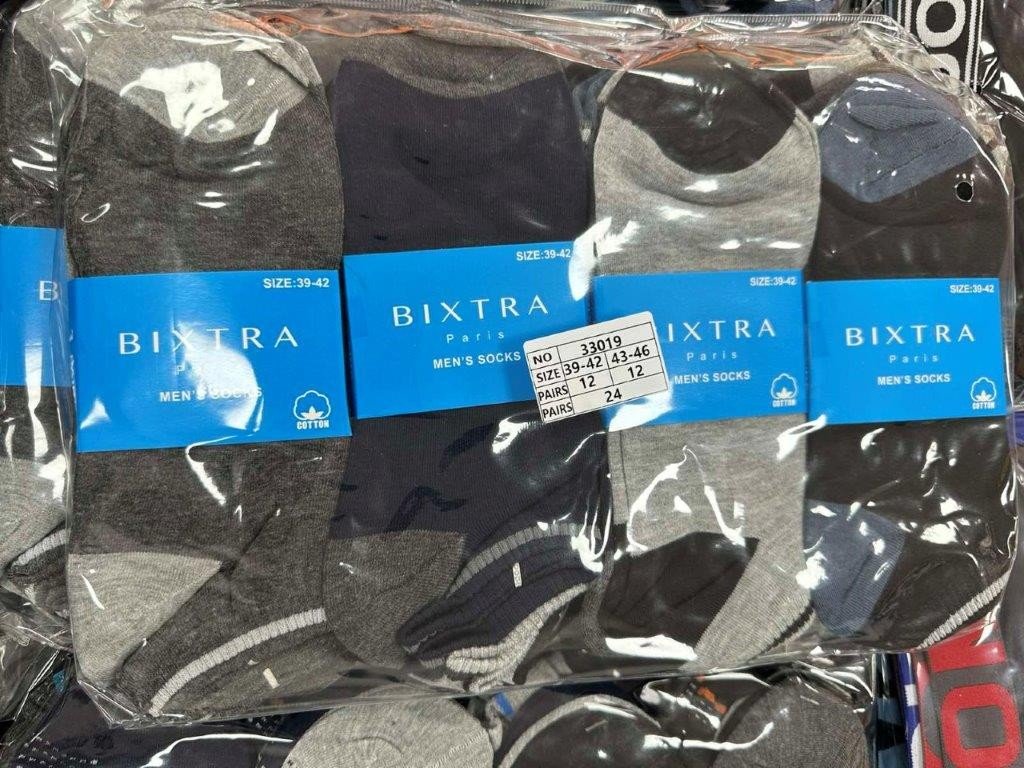 B
SIZE:39-42
BIXTRA
MEN'S SOCKS
COTTON
SIZE:39-42
BIXTRA
Paris
MEN'S SOCKS
NO 33019
SIZE 39-42 43-46
PAIRS 12 12
PAIRS 24
SIZE:39-42
IXTRA
Paris
MEN'S SOCKS
COTTON
SIZE:39-42
BIXTRA
Paris
MEN'S SOCKS
COTTON